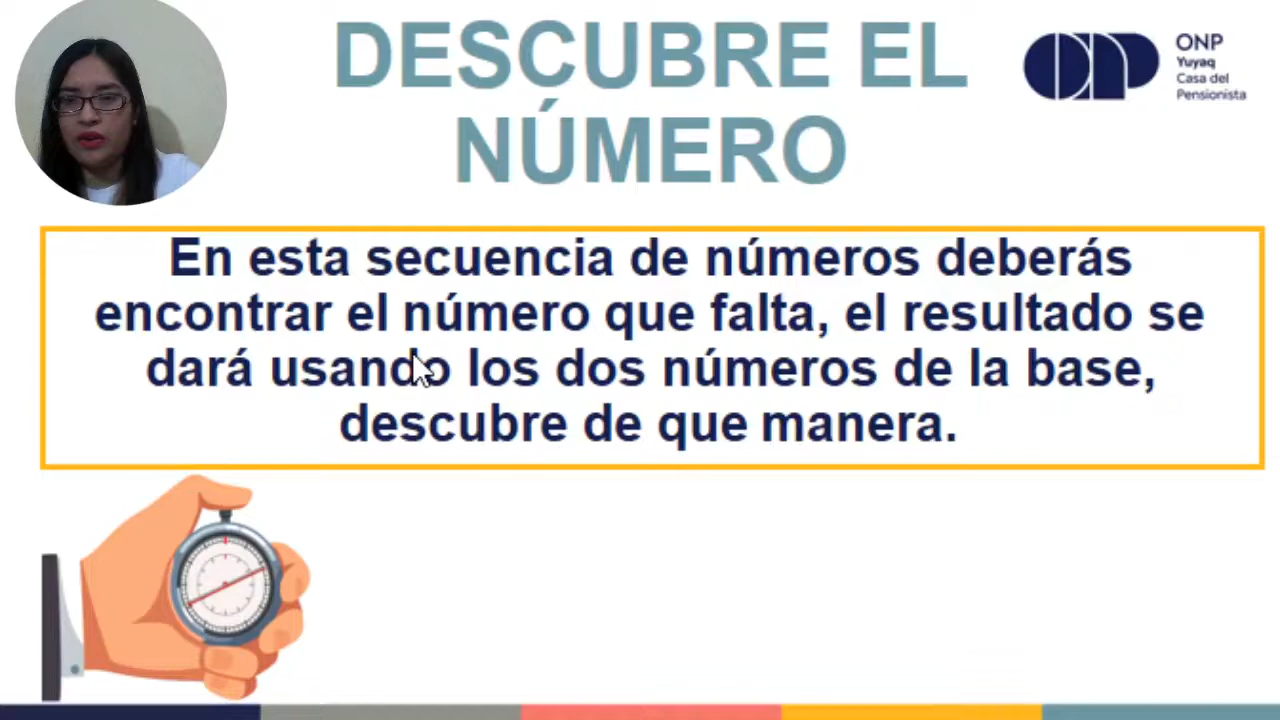 DESCUBRE EL
NÚMERO
ONP
Yuyaq
Casa del
Pensionista
En esta secuencia de números deberás
encontrar el número que falta, el resultado se
dará usando los dos números de la base,
descubre de que manera.